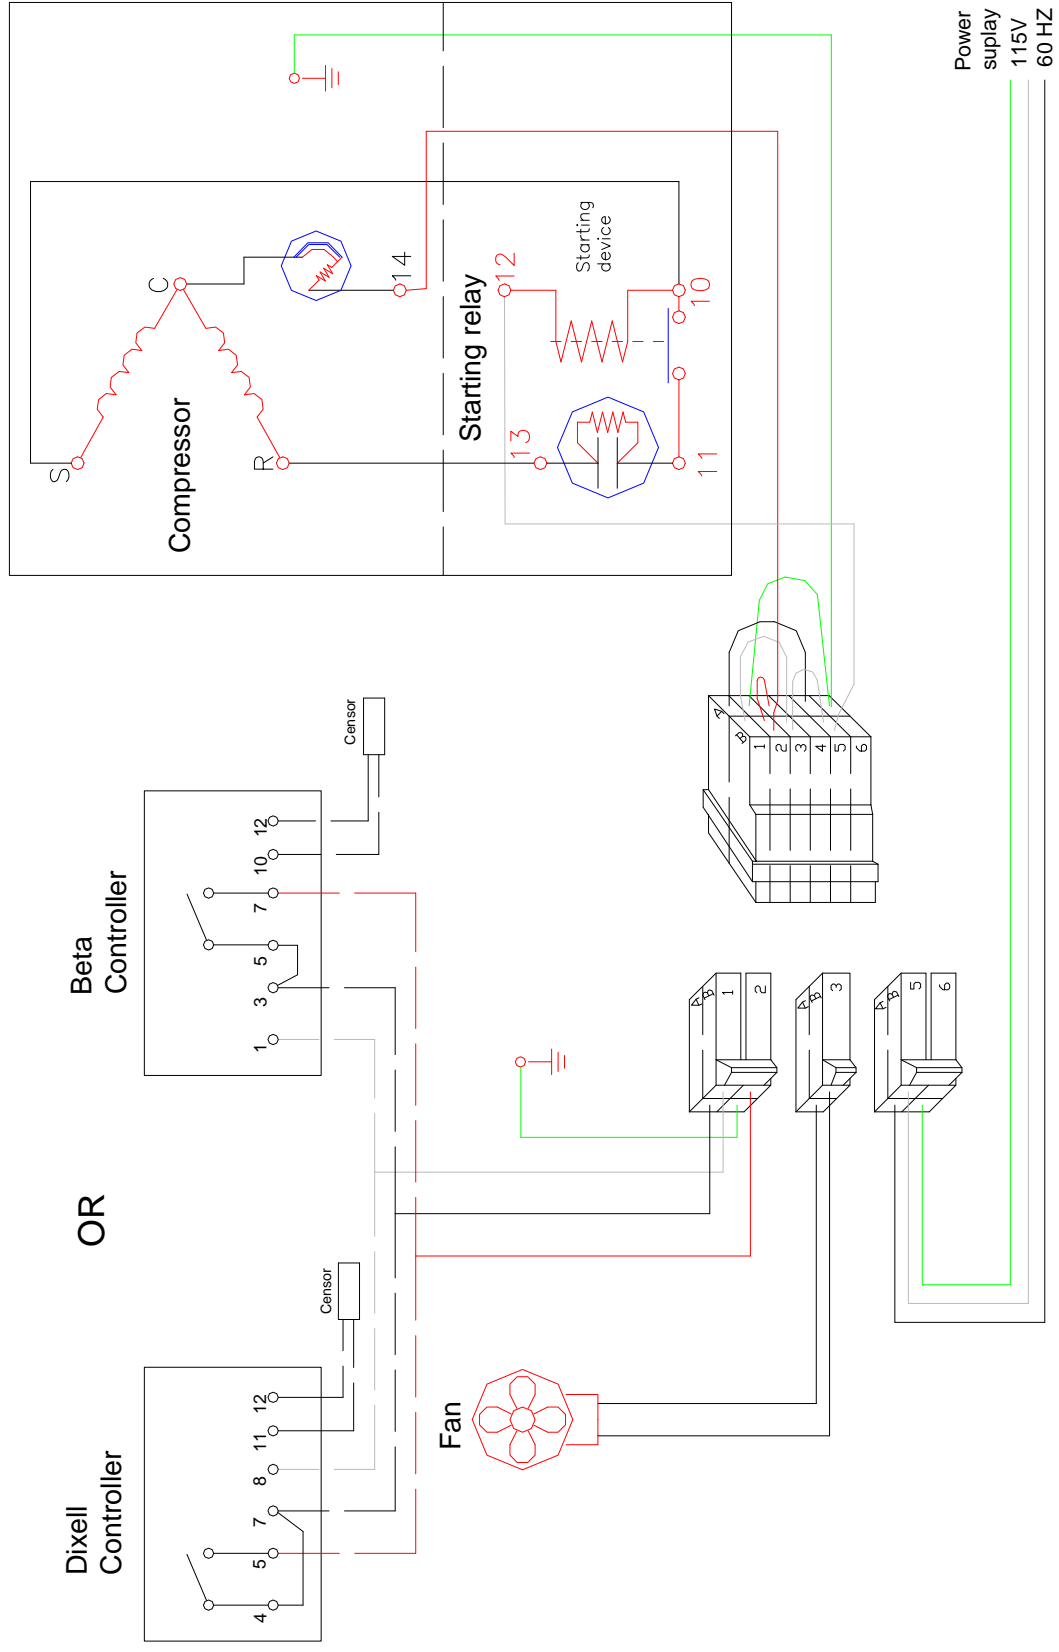 Dixell
Controller
4
5
7
8
11
12
Censor
OR
Beta
Controller
1
3
5
7
10
12
Censor
Compressor
S
C
R
14
Starting relay
12
13
Starting
device
10
11
Fan
A
B
1
2
A
B
3
A
B
5
6
A
B
1
2
3
4
5
6
Power
suplay
115V
60 HZ